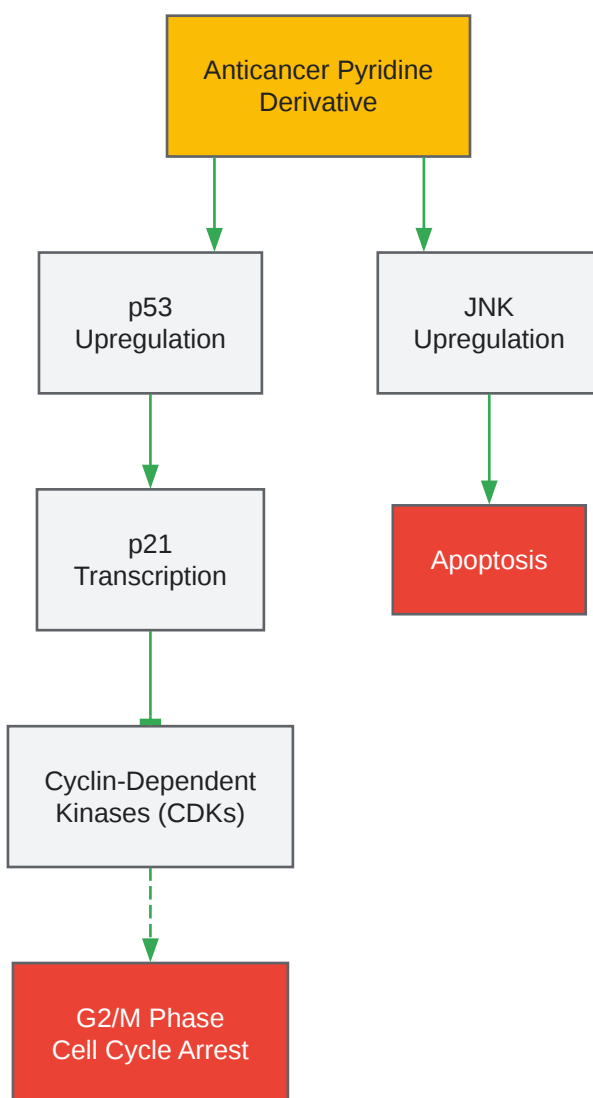 Anticancer Pyridine
Derivative
p53
Upregulation
JNK
Upregulation
p21
Transcription
Apoptosis
Cyclin-Dependent
Kinases (CDKs)
G2/M Phase
Cell Cycle Arrest